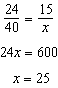 24/40 = 15/x
24x = 600
x = 25